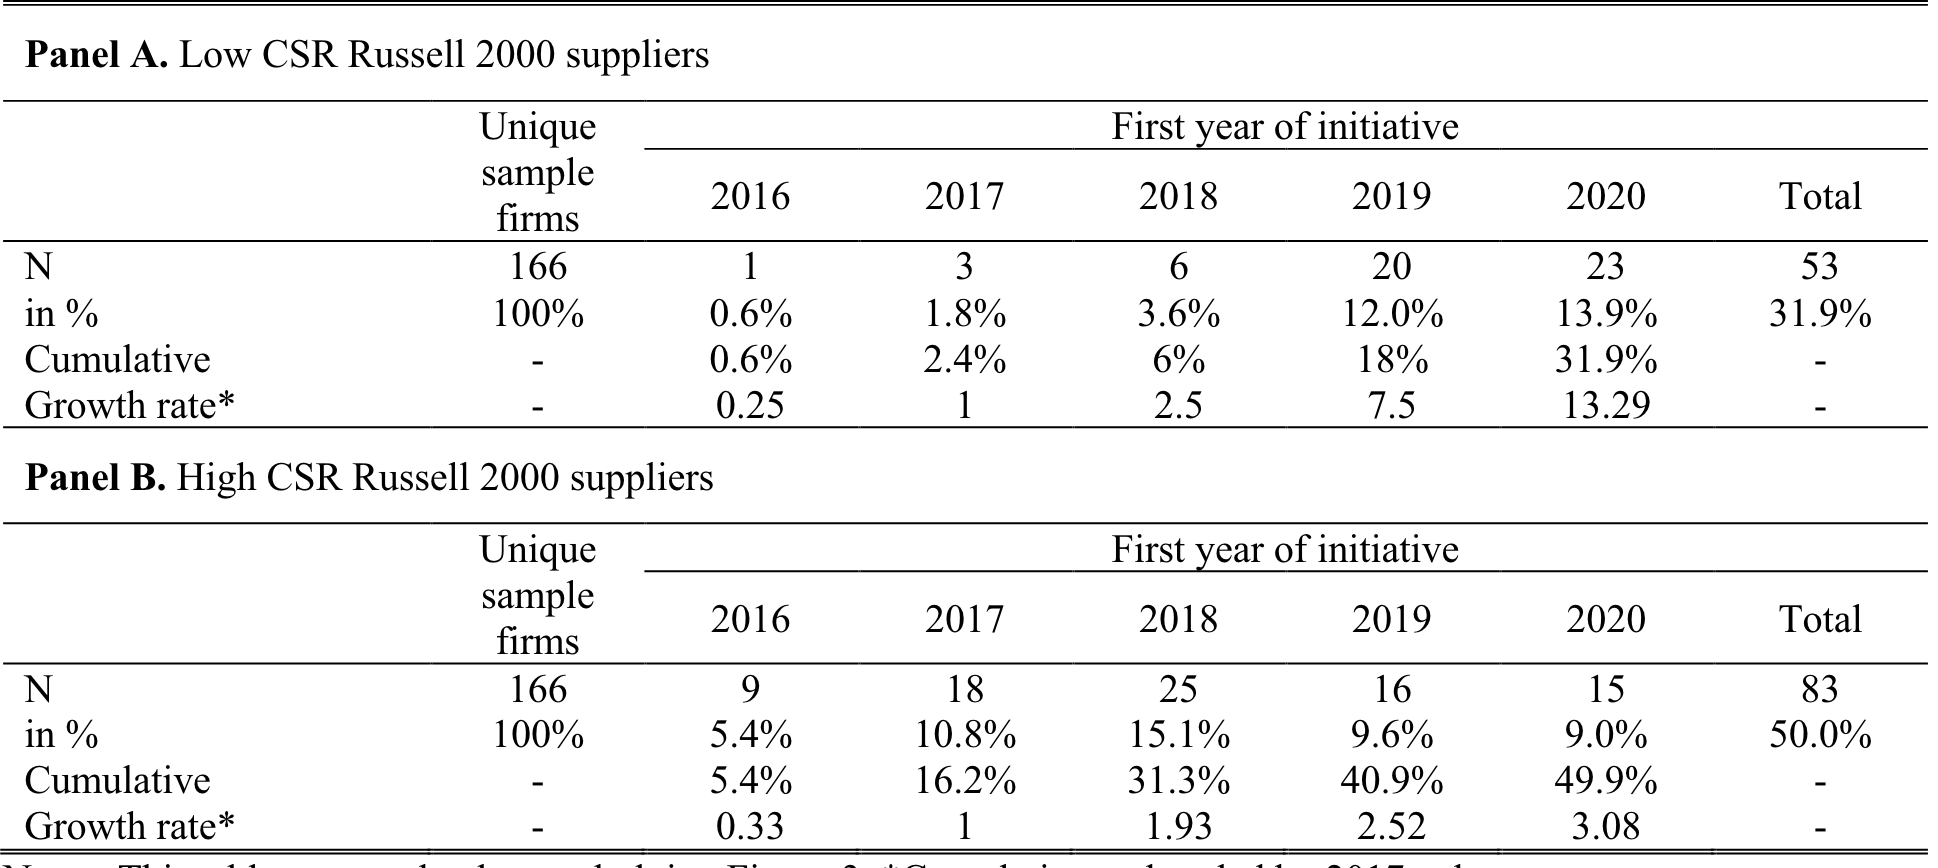 Panel A. Low CSR Russell 2000 suppliers
Unique sample firms First year of initiative
2016 2017 2018 2019 2020 Total
N 166 1 3 6 20 23 53
in % 100% 0.6% 1.8% 3.6% 12.0% 13.9% 31.9%
Cumulative - 0.6% 2.4% 6% 18% 31.9% -
Growth rate* - 0.25 1 2.5 7.5 13.29 -
Panel B. High CSR Russell 2000 suppliers
Unique sample firms First year of initiative
2016 2017 2018 2019 2020 Total
N 166 9 18 25 16 15 83
in % 100% 5.4% 10.8% 15.1% 9.6% 9.0% 50.0%
Cumulative - 5.4% 16.2% 31.3% 40.9% 49.9% -
Growth rate* - 0.33 1 1.93 2.52 3.08 -